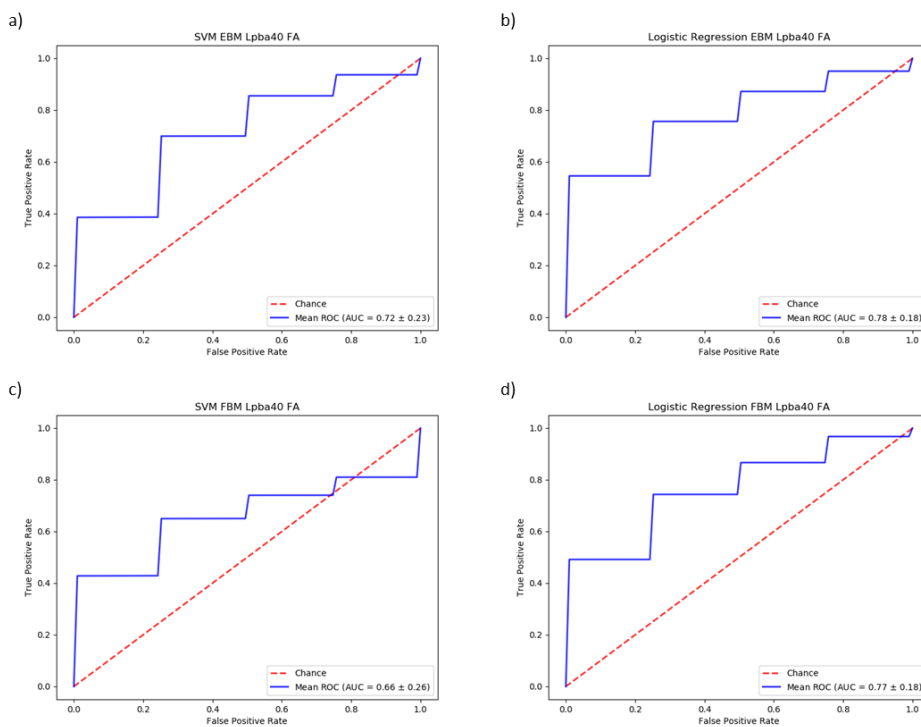 a)
SVM EBM Lpba40 FA
1.0
0.8
0.6
0.4
0.2
0.0
True Positive Rate
0.0 0.2 0.4 0.6 0.8 1.0
False Positive Rate
Chance
Mean ROC (AUC = 0.72 ± 0.23)
b)
Logistic Regression EBM Lpba40 FA
1.0
0.8
0.6
0.4
0.2
0.0
True Positive Rate
0.0 0.2 0.4 0.6 0.8 1.0
False Positive Rate
Chance
Mean ROC (AUC = 0.78 ± 0.18)
c)
SVM FBM Lpba40 FA
1.0
0.8
0.6
0.4
0.2
0.0
True Positive Rate
0.0 0.2 0.4 0.6 0.8 1.0
False Positive Rate
Chance
Mean ROC (AUC = 0.66 ± 0.26)
d)
Logistic Regression FBM Lpba40 FA
1.0
0.8
0.6
0.4
0.2
0.0
True Positive Rate
0.0 0.2 0.4 0.6 0.8 1.0
False Positive Rate
Chance
Mean ROC (AUC = 0.77 ± 0.18)